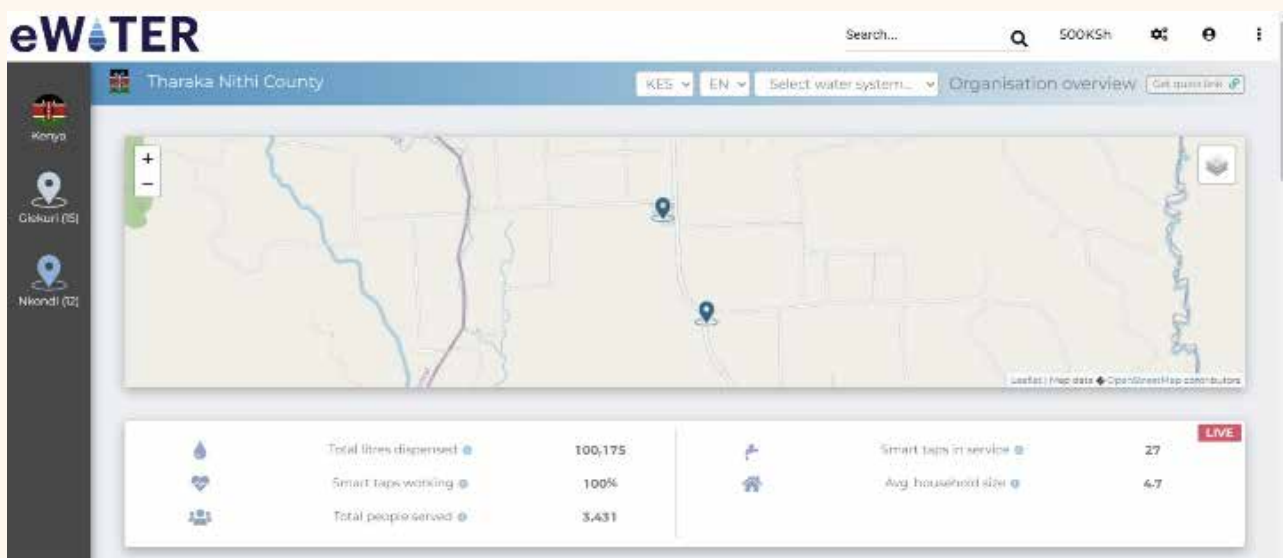 eWATER
Search... 500KSh
Tharaka Nithi County KES EN Select water system... Organisation overview Get quick link
Kenya
+
−
Giekuri (15)
Nkondi (12)
Leaflet | Map data OpenStreetMap contributors
LIVE
Total litres dispensed 100,175 Smart taps in service 27
Smart taps working 100% Avg. household size 4.7
Total people served 3,431